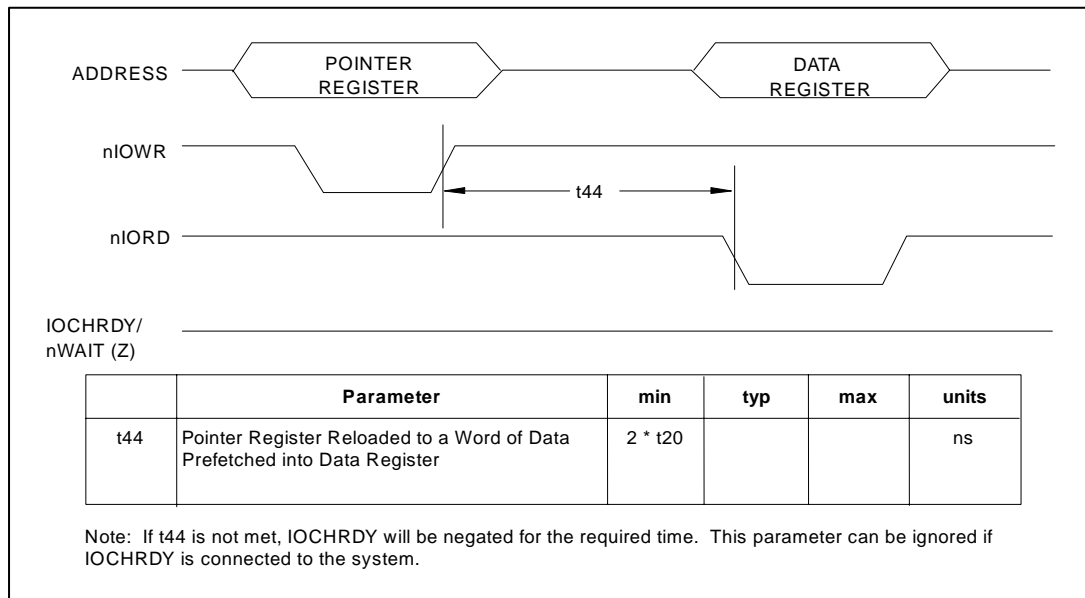 ADDRESS
POINTER
REGISTER
DATA
REGISTER
nIOWR
t44
nIORD
IOCHRDY/
nWAIT (Z)
Parameter min typ max units
t44 Pointer Register Reloaded to a Word of Data 2 * t20 ns
Prefetched into Data Register
Note: If t44 is not met, IOCHRDY will be negated for the required time. This parameter can be ignored if
IOCHRDY is connected to the system.